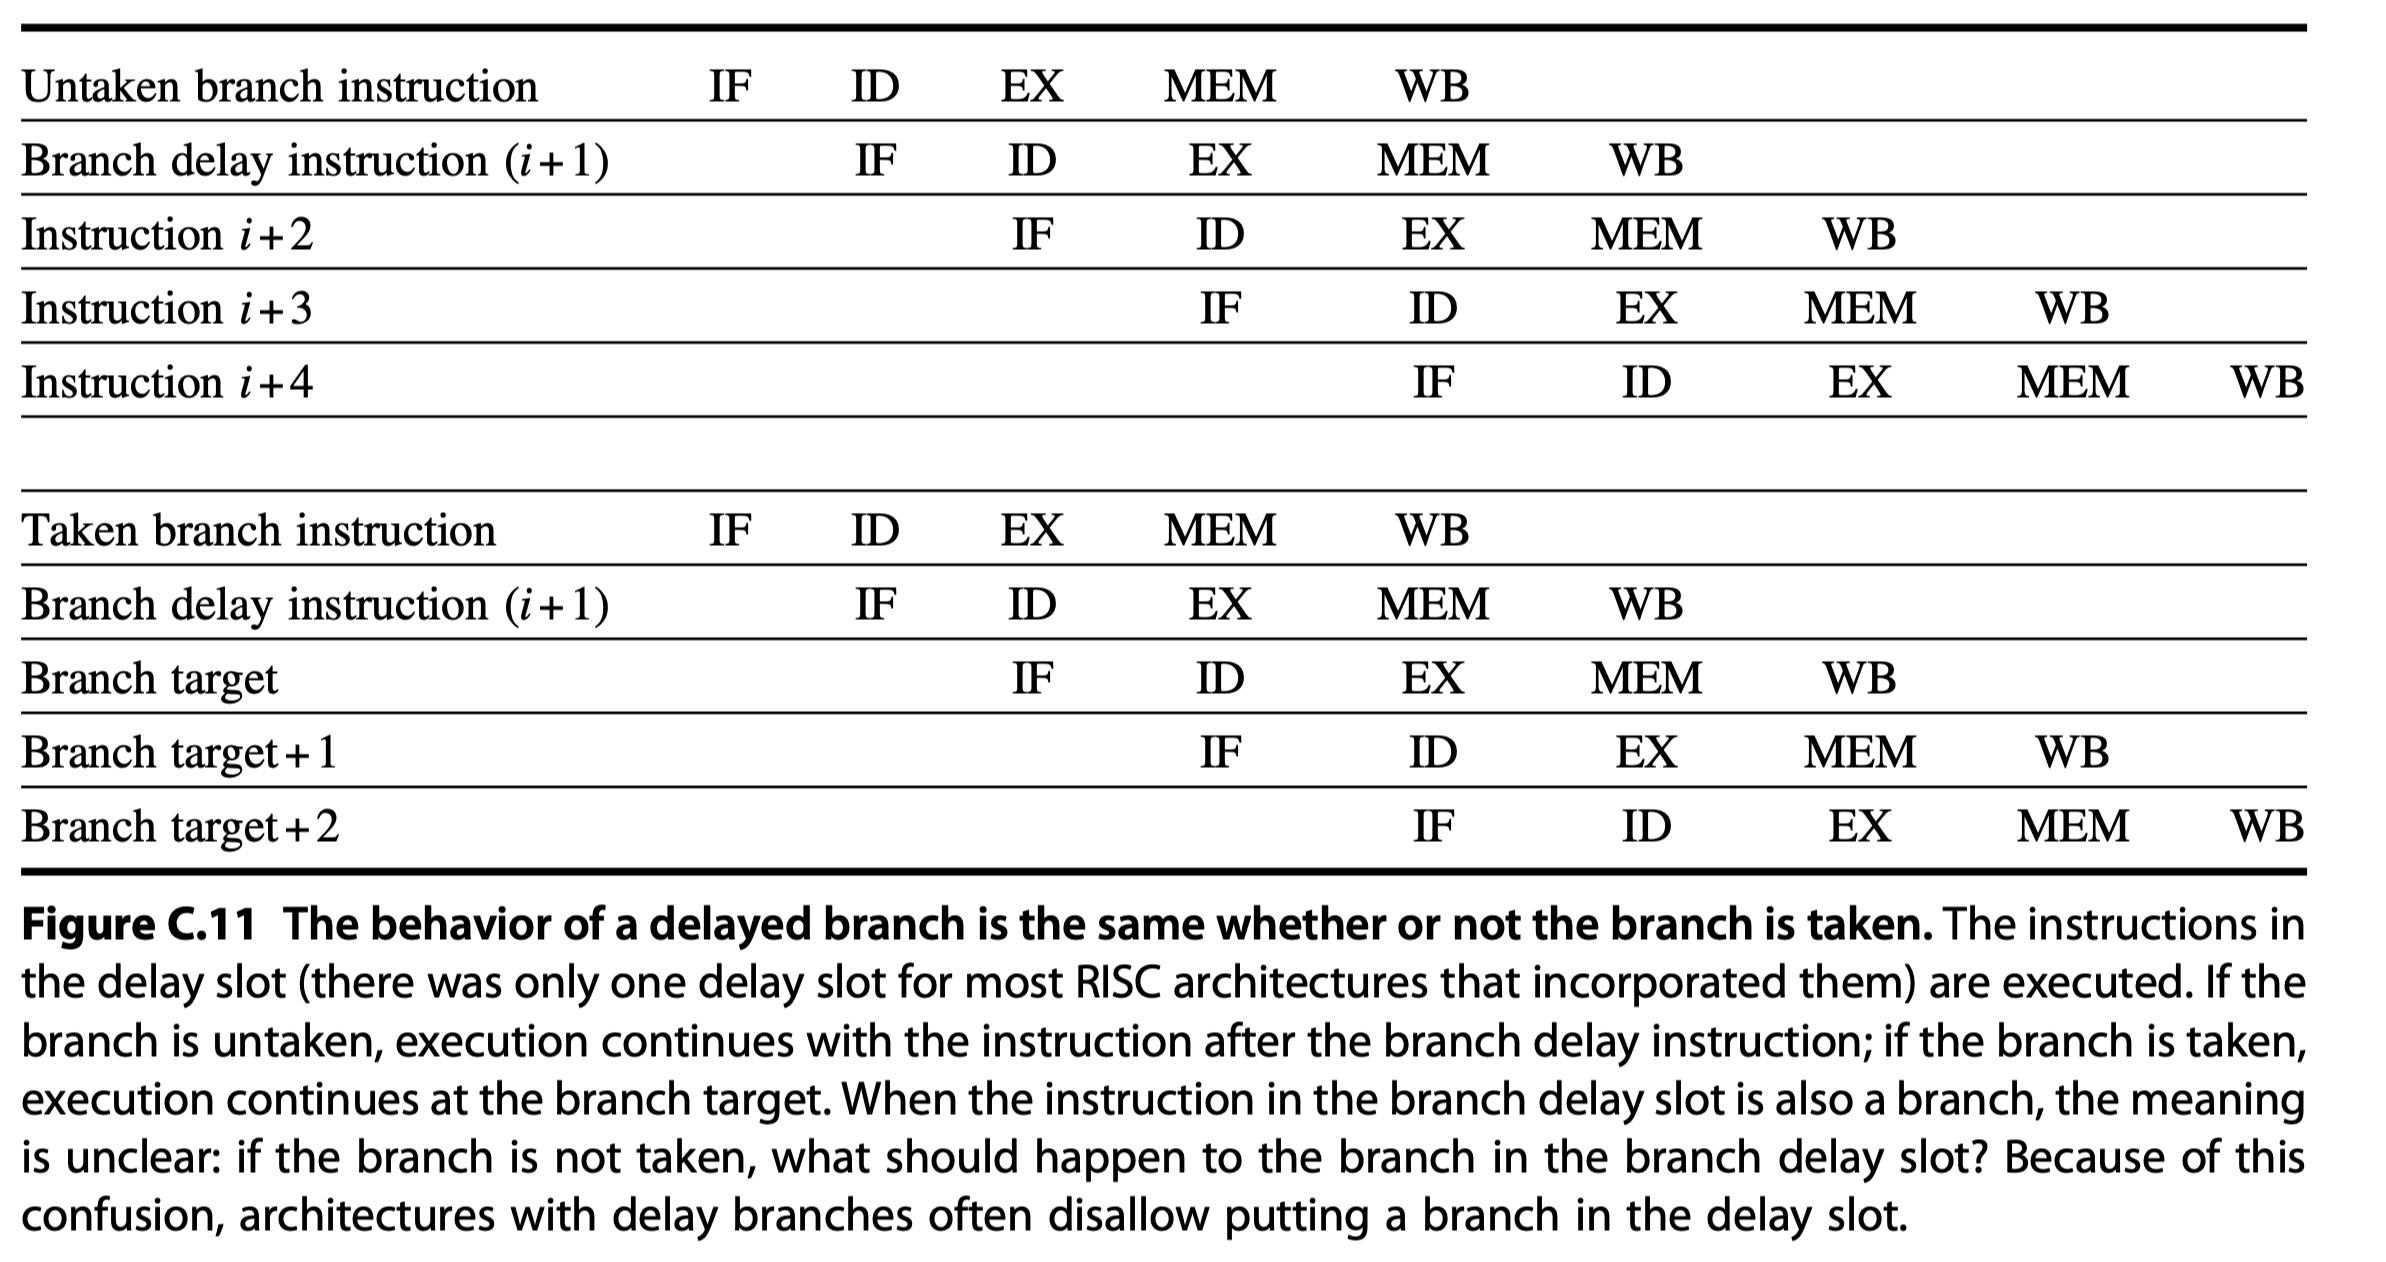 Untaken branch instruction IF ID EX MEM WB
Branch delay instruction (i+1) IF ID EX MEM WB
Instruction i+2 IF ID EX MEM WB
Instruction i+3 IF ID EX MEM WB
Instruction i+4 IF ID EX MEM WB
Taken branch instruction IF ID EX MEM WB
Branch delay instruction (i+1) IF ID EX MEM WB
Branch target IF ID EX MEM WB
Branch target+1 IF ID EX MEM WB
Branch target+2 IF ID EX MEM WB
Figure C.11 The behavior of a delayed branch is the same whether or not the branch is taken. The instructions in
the delay slot (there was only one delay slot for most RISC architectures that incorporated them) are executed. If the
branch is untaken, execution continues with the instruction after the branch delay instruction; if the branch is taken,
execution continues at the branch target. When the instruction in the branch delay slot is also a branch, the meaning
is unclear: if the branch is not taken, what should happen to the branch in the branch delay slot? Because of this
confusion, architectures with delay branches often disallow putting a branch in the delay slot.